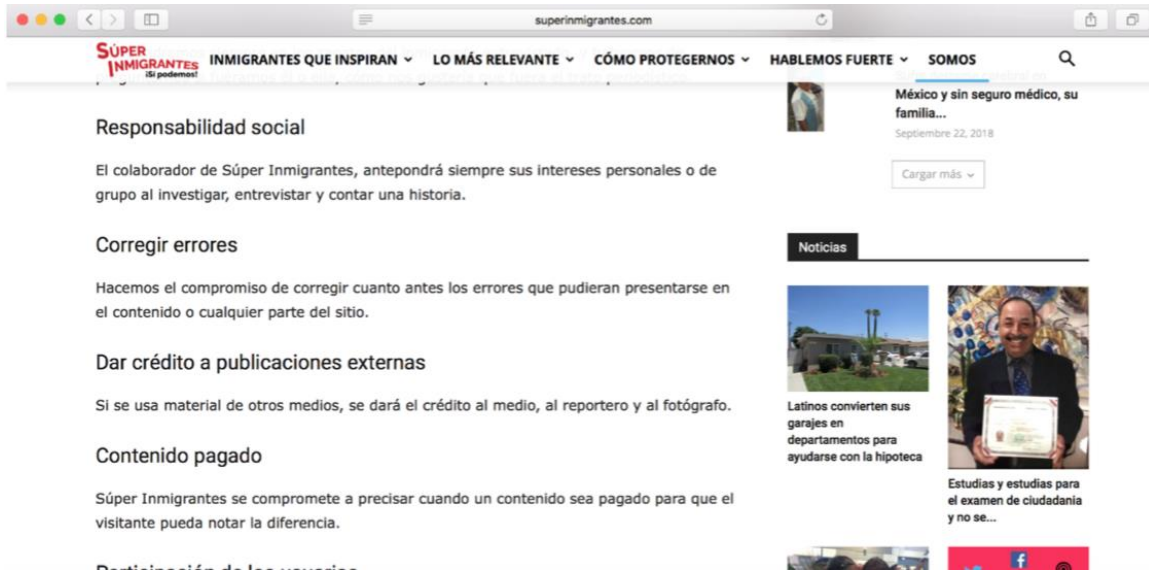 superinmigrantes.com
SÚPER
INMIGRANTES
¡Sí podemos!
INMIGRANTES QUE INSPIRAN
LO MÁS RELEVANTE
CÓMO PROTEGERNOS
HABLEMOS FUERTE
SOMOS
Responsabilidad social
El colaborador de Súper Inmigrantes, antepondrá siempre sus intereses personales o de
grupo al investigar, entrevistar y contar una historia.
Corregir errores
Hacemos el compromiso de corregir cuanto antes los errores que pudieran presentarse en
el contenido o cualquier parte del sitio.
Dar crédito a publicaciones externas
Si se usa material de otros medios, se dará el crédito al medio, al reportero y al fotógrafo.
Contenido pagado
Súper Inmigrantes se compromete a precisar cuando un contenido sea pagado para que el
visitante pueda notar la diferencia.
Participación de los usuarios
México y sin seguro médico, su
familia...
Septiembre 22, 2018
Cargar más
Noticias
Latinos convierten sus
garajes en
departamentos para
ayudarse con la hipoteca
Estudias y estudias para
el examen de ciudadania
y no se...